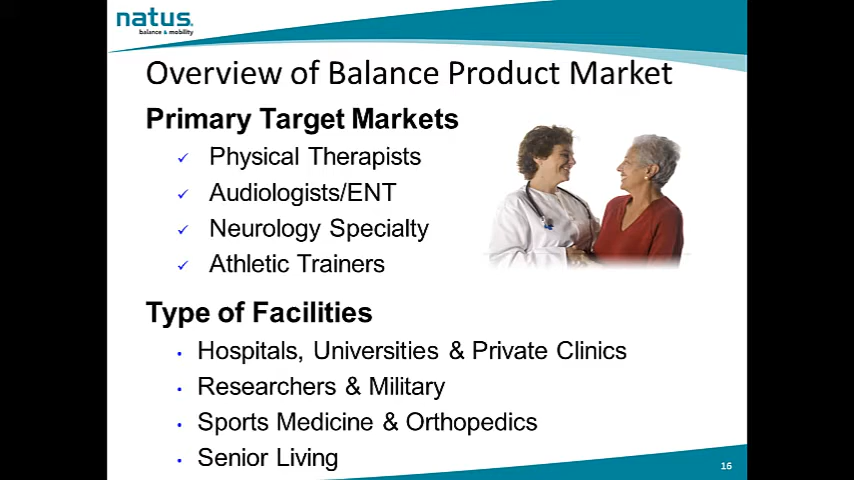 natus.
balance & mobility
Overview of Balance Product Market
Primary Target Markets
✓ Physical Therapists
✓ Audiologists/ENT
✓ Neurology Specialty
✓ Athletic Trainers
Type of Facilities
• Hospitals, Universities & Private Clinics
• Researchers & Military
• Sports Medicine & Orthopedics
• Senior Living
16